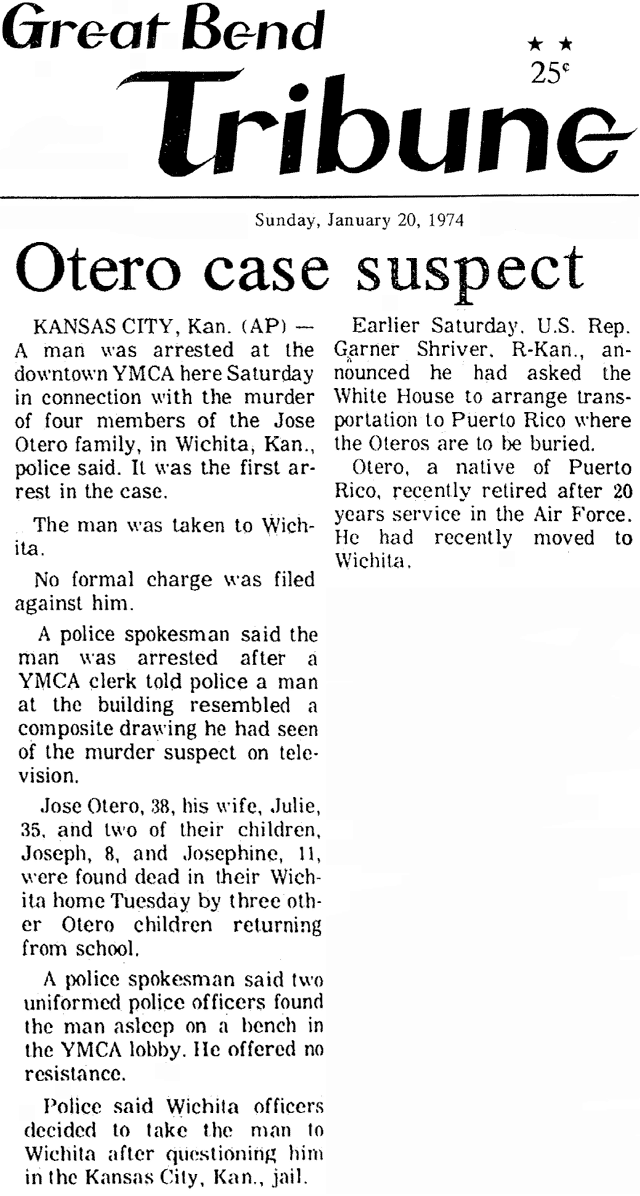 Great Bend
★ ★
25¢
Tribune
Sunday, January 20, 1974
Otero case suspect
KANSAS CITY, Kan. (AP) —
A man was arrested at the
downtown YMCA here Saturday
in connection with the murder
of four members of the Jose
Otero family, in Wichita, Kan.,
police said. It was the first ar-
rest in the case.
The man was taken to Wich-
ita.
No formal charge was filed
against him.
A police spokesman said the
man was arrested after a
YMCA clerk told police a man
at the building resembled a
composite drawing he had seen
of the murder suspect on tele-
vision.
Jose Otero, 38, his wife, Julie,
35, and two of their children,
Joseph, 8, and Josephine, 11,
were found dead in their Wich-
ita home Tuesday by three oth-
er Otero children returning
from school.
A police spokesman said two
uniformed police officers found
the man asleep on a bench in
the YMCA lobby. He offered no
resistance.
Police said Wichita officers
decided to take the man to
Wichita after questioning him
in the Kansas City, Kan., jail.
Earlier Saturday, U.S. Rep.
Garner Shriver, R-Kan., an-
nounced he had asked the
White House to arrange trans-
portation to Puerto Rico where
the Oteros are to be buried.
Otero, a native of Puerto
Rico, recently retired after 20
years service in the Air Force.
He had recently moved to
Wichita.